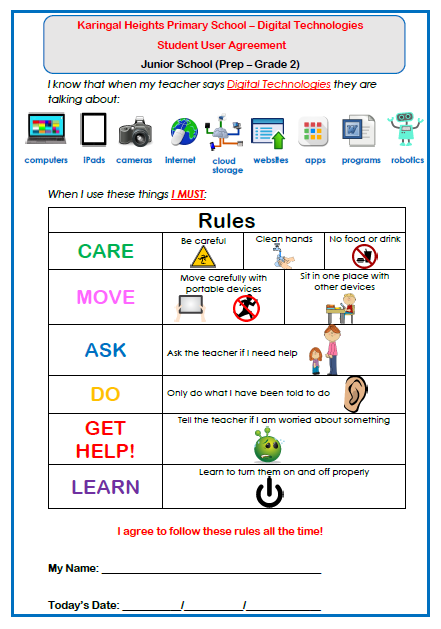 Karingal Heights Primary School – Digital Technologies
Student User Agreement
Junior School (Prep – Grade 2)
I know that when my teacher says Digital Technologies they are
talking about:
computers iPads cameras Internet cloud storage websites apps programs robotics
When I use these things I MUST:
Rules
CARE
Be careful
Clean hands
No food or drink
MOVE
Move carefully with
portable devices
Sit in one place with
other devices
ASK
Ask the teacher if I need help
DO
Only do what I have been told to do
GET
HELP!
Tell the teacher if I am worried about something
LEARN
Learn to turn them on and off properly
I agree to follow these rules all the time!
My Name: ______________________________________
Today's Date: __________/__________/_____________